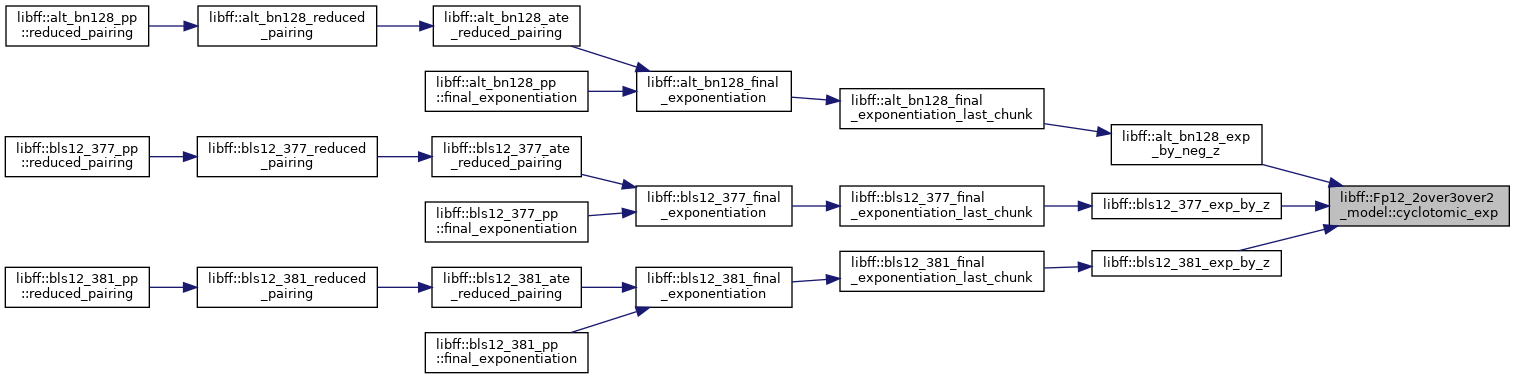 libff::alt_bn128_pp
::reduced_pairing
libff::alt_bn128_reduced
_pairing
libff::alt_bn128_ate
_reduced_pairing
libff::alt_bn128_pp
::final_exponentiation
libff::alt_bn128_final
_exponentiation
libff::alt_bn128_final
_exponentiation_last_chunk
libff::alt_bn128_exp
_by_neg_z
libff::bls12_377_pp
::reduced_pairing
libff::bls12_377_reduced
_pairing
libff::bls12_377_ate
_reduced_pairing
libff::bls12_377_pp
::final_exponentiation
libff::bls12_377_final
_exponentiation
libff::bls12_377_final
_exponentiation_last_chunk
libff::bls12_377_exp_by_z
libff::Fp12_2over3over2
_model::cyclotomic_exp
libff::bls12_381_pp
::reduced_pairing
libff::bls12_381_reduced
_pairing
libff::bls12_381_ate
_reduced_pairing
libff::bls12_381_pp
::final_exponentiation
libff::bls12_381_final
_exponentiation
libff::bls12_381_final
_exponentiation_last_chunk
libff::bls12_381_exp_by_z